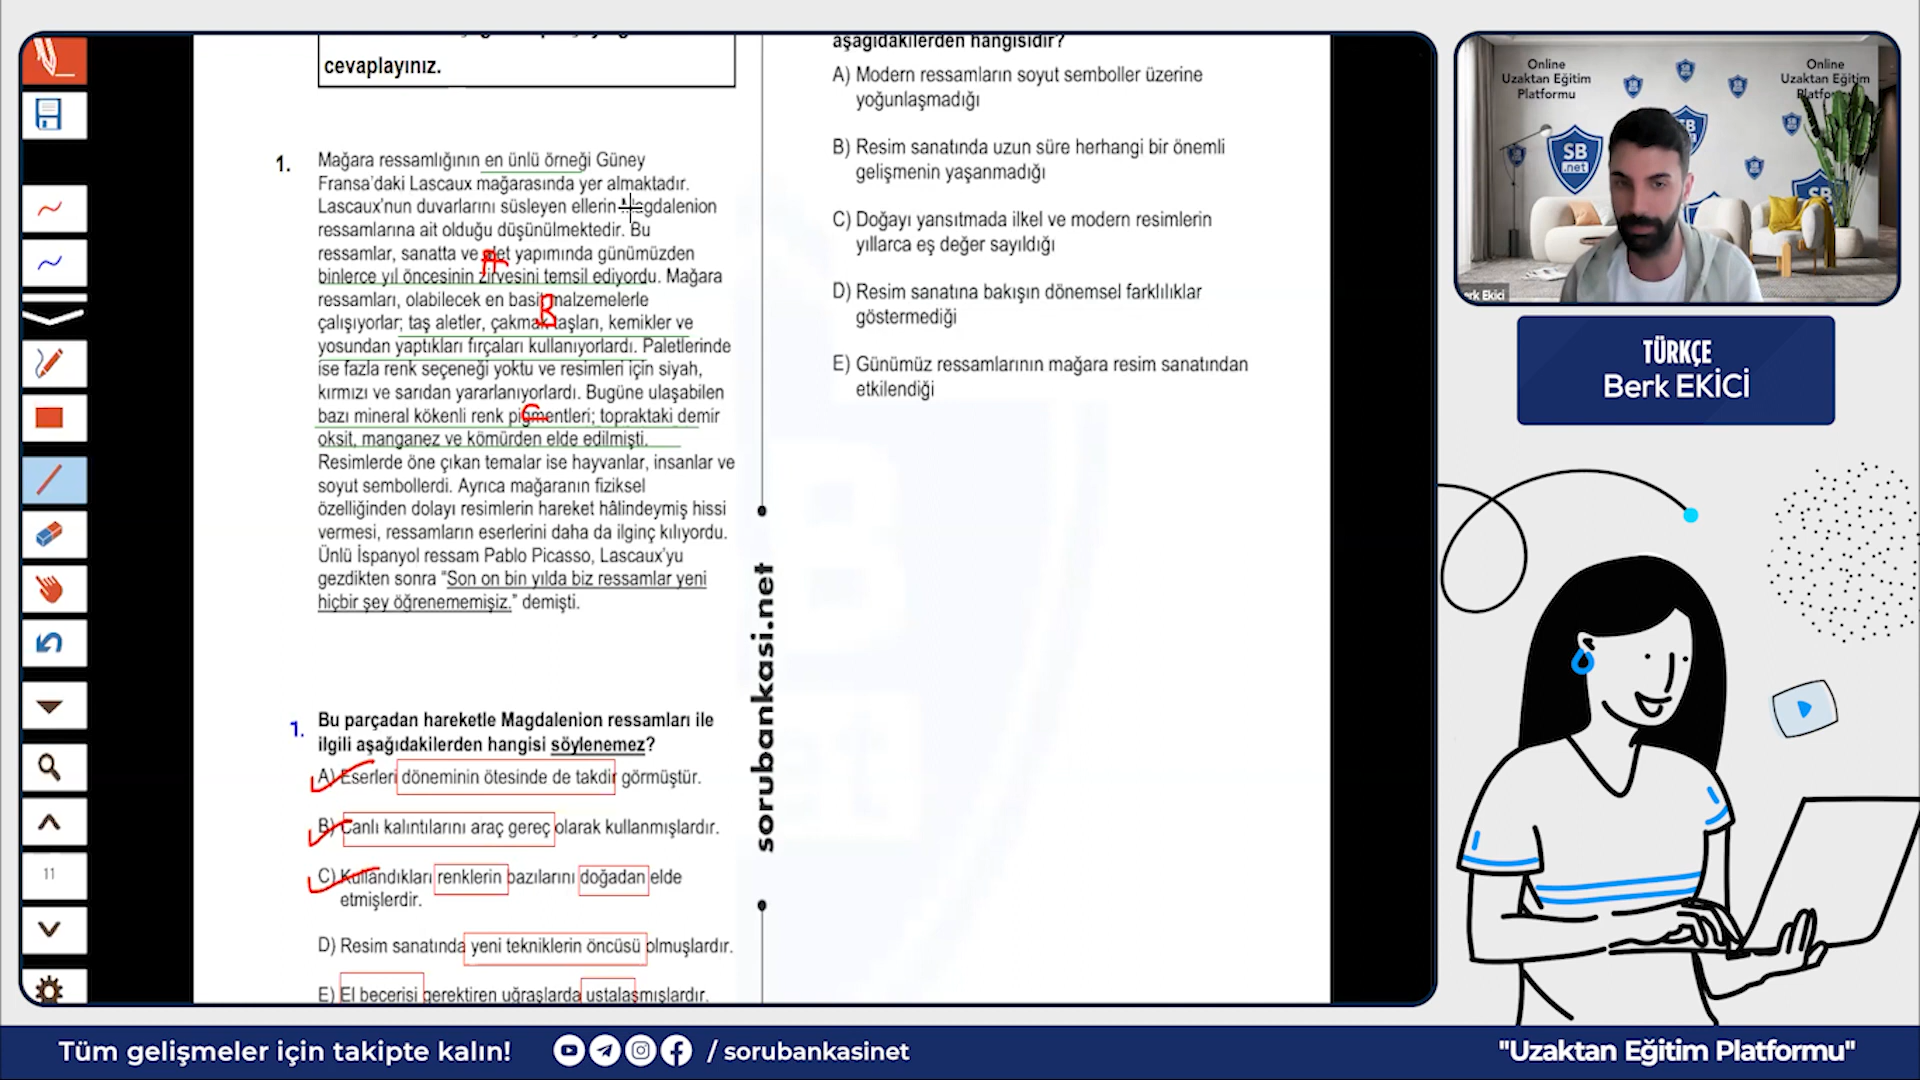 cevaplayınız.
1.
Mağara ressamlığının en ünlü örneği Güney
Fransa'daki Lascaux mağarasında yer almaktadır.
Lascaux'nun duvarlarını süsleyen ellerin Magdalenion
ressamlarına ait olduğu düşünülmektedir. Bu
ressamlar, sanatta ve alet yapımında günümüzden
binlerce yıl öncesinin zirvesini temsil ediyordu. Mağara
ressamları, olabilecek en basit malzemelerle
çalışıyorlar; taş aletler, çakmak taşları, kemikler ve
yosundan yaptıkları fırçaları kullanıyorlardı. Paletlerinde
ise fazla renk seçeneği yoktu ve resimleri için siyah,
kırmızı ve sarıdan yararlanıyorlardı. Bugüne ulaşabilen
bazı mineral kökenli renk pigmentleri; topraktaki demir
oksit, manganez ve kömürden elde edilmişti.
Resimlerde öne çıkan temalar ise hayvanlar, insanlar ve
soyut sembollerdi. Ayrıca mağaranın fiziksel
özelliğinden dolayı resimlerin hareket hâlindeymiş hissi
vermesi, ressamların eserlerini daha da ilginç kılıyordu.
Ünlü İspanyol ressam Pablo Picasso, Lascaux'yu
gezdikten sonra "Son on bin yılda biz ressamlar yeni
hiçbir şey öğrenememişiz." demişti.
A
B
C
1.
Bu parçadan hareketle Magdalenion ressamları ile
ilgili aşağıdakilerden hangisi söylenemez?
A) Eserleri döneminin ötesinde de takdir görmüştür.
B) Canlı kalıntılarını araç gereç olarak kullanmışlardır.
C) Kullandıkları renklerin bazılarını doğadan elde
etmişlerdir.
D) Resim sanatında yeni tekniklerin öncüsü olmuşlardır.
E) El becerisi gerektiren uğraşlarda ustalaşmışlardır.
sorubankasi.net
aşağıdakilerden hangisidir?
A) Modern ressamların soyut semboller üzerine
yoğunlaşmadığı
B) Resim sanatında uzun süre herhangi bir önemli
gelişmenin yaşanmadığı
C) Doğayı yansıtmada ilkel ve modern resimlerin
yıllarca eş değer sayıldığı
D) Resim sanatına bakışın dönemsel farklılıklar
göstermediği
E) Günümüz ressamlarının mağara resim sanatından
etkilendiği
11
Online
Uzaktan Eğitim
Platformu
Online
Uzaktan Eğitim
SB
.net
SB
SB
Ekici
TÜRKÇE
Berk EKİCİ
Tüm gelişmeler için takipte kalın!
/ sorubankasinet
"Uzaktan Eğitim Platformu"